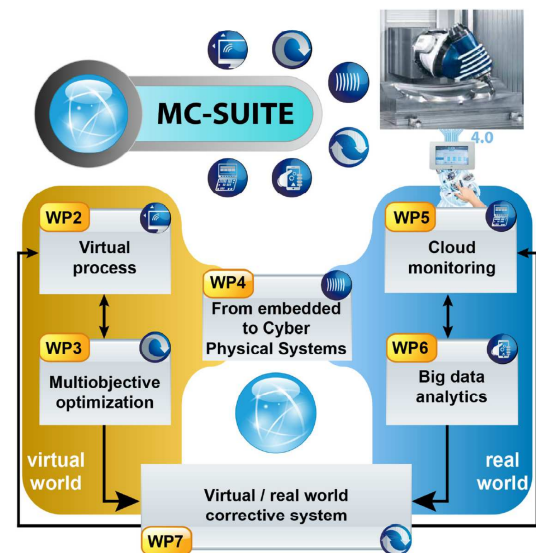 MC-SUITE
4.0
WP2
Virtual
process
WP5
Cloud
monitoring
WP4
From embedded
to Cyber
Physical Systems
WP3
Multiobjective
optimization
WP6
Big data
analytics
virtual
world
real
world
Virtual / real world
corrective system
WP7